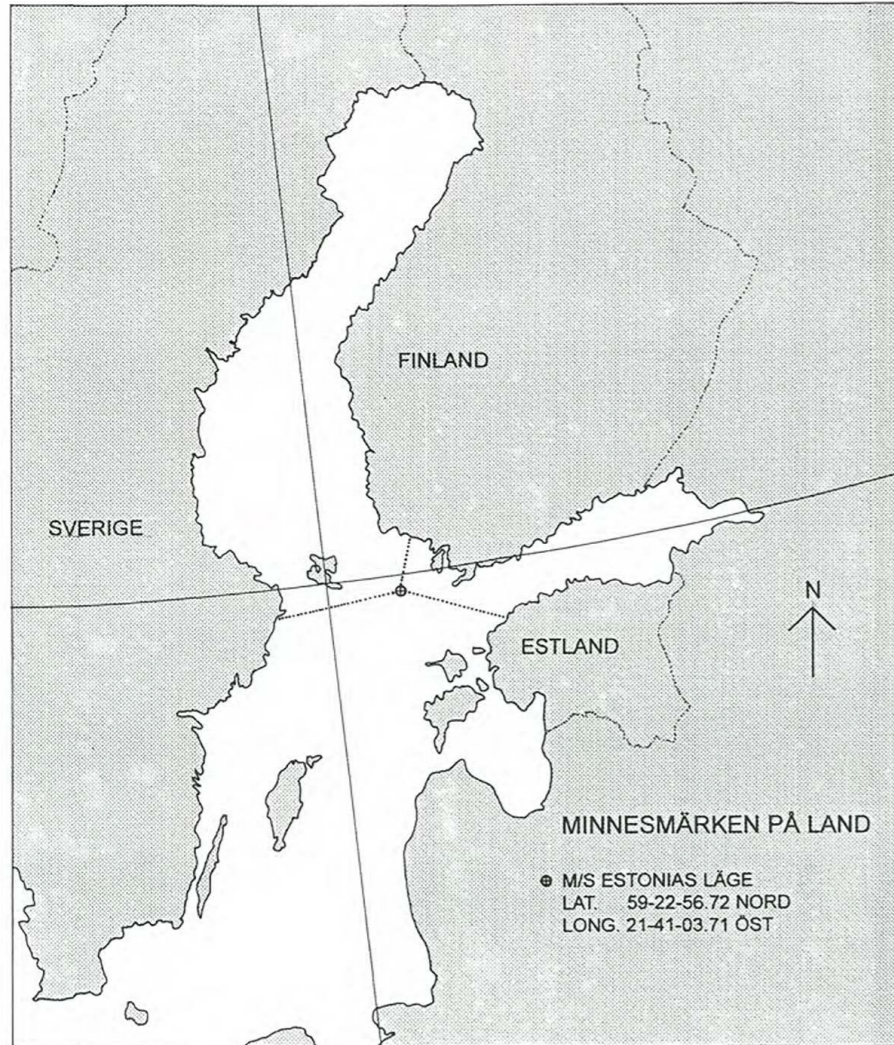 FINLAND
SVERIGE
N
ESTLAND
MINNESMÄRKEN PÅ LAND
M/S ESTONIAS LÄGE
LAT. 59-22-56.72 NORD
LONG. 21-41-03.71 ÖST